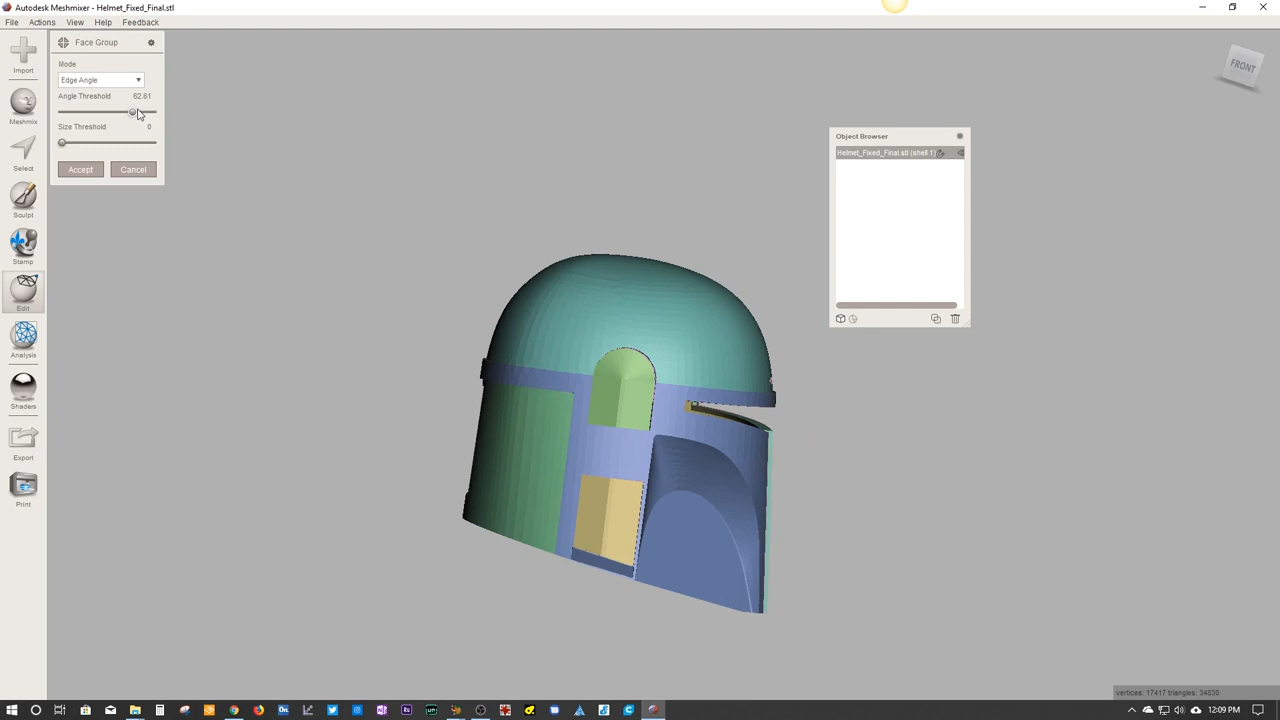 Autodesk Meshmixer - Helmet_Fixed_Final.stl
File Actions View Help Feedback
Import
Meshmix
Select
Sculpt
Stamp
Edit
Analysis
Shaders
Export
Print
Face Group
Mode
Edge Angle
Angle Threshold 62.61
Size Threshold 0
Accept Cancel
FRONT
Object Browser
Helmet_Fixed_Final.stl (shell 1)
vertices: 17417 triangles: 34830
12:09 PM